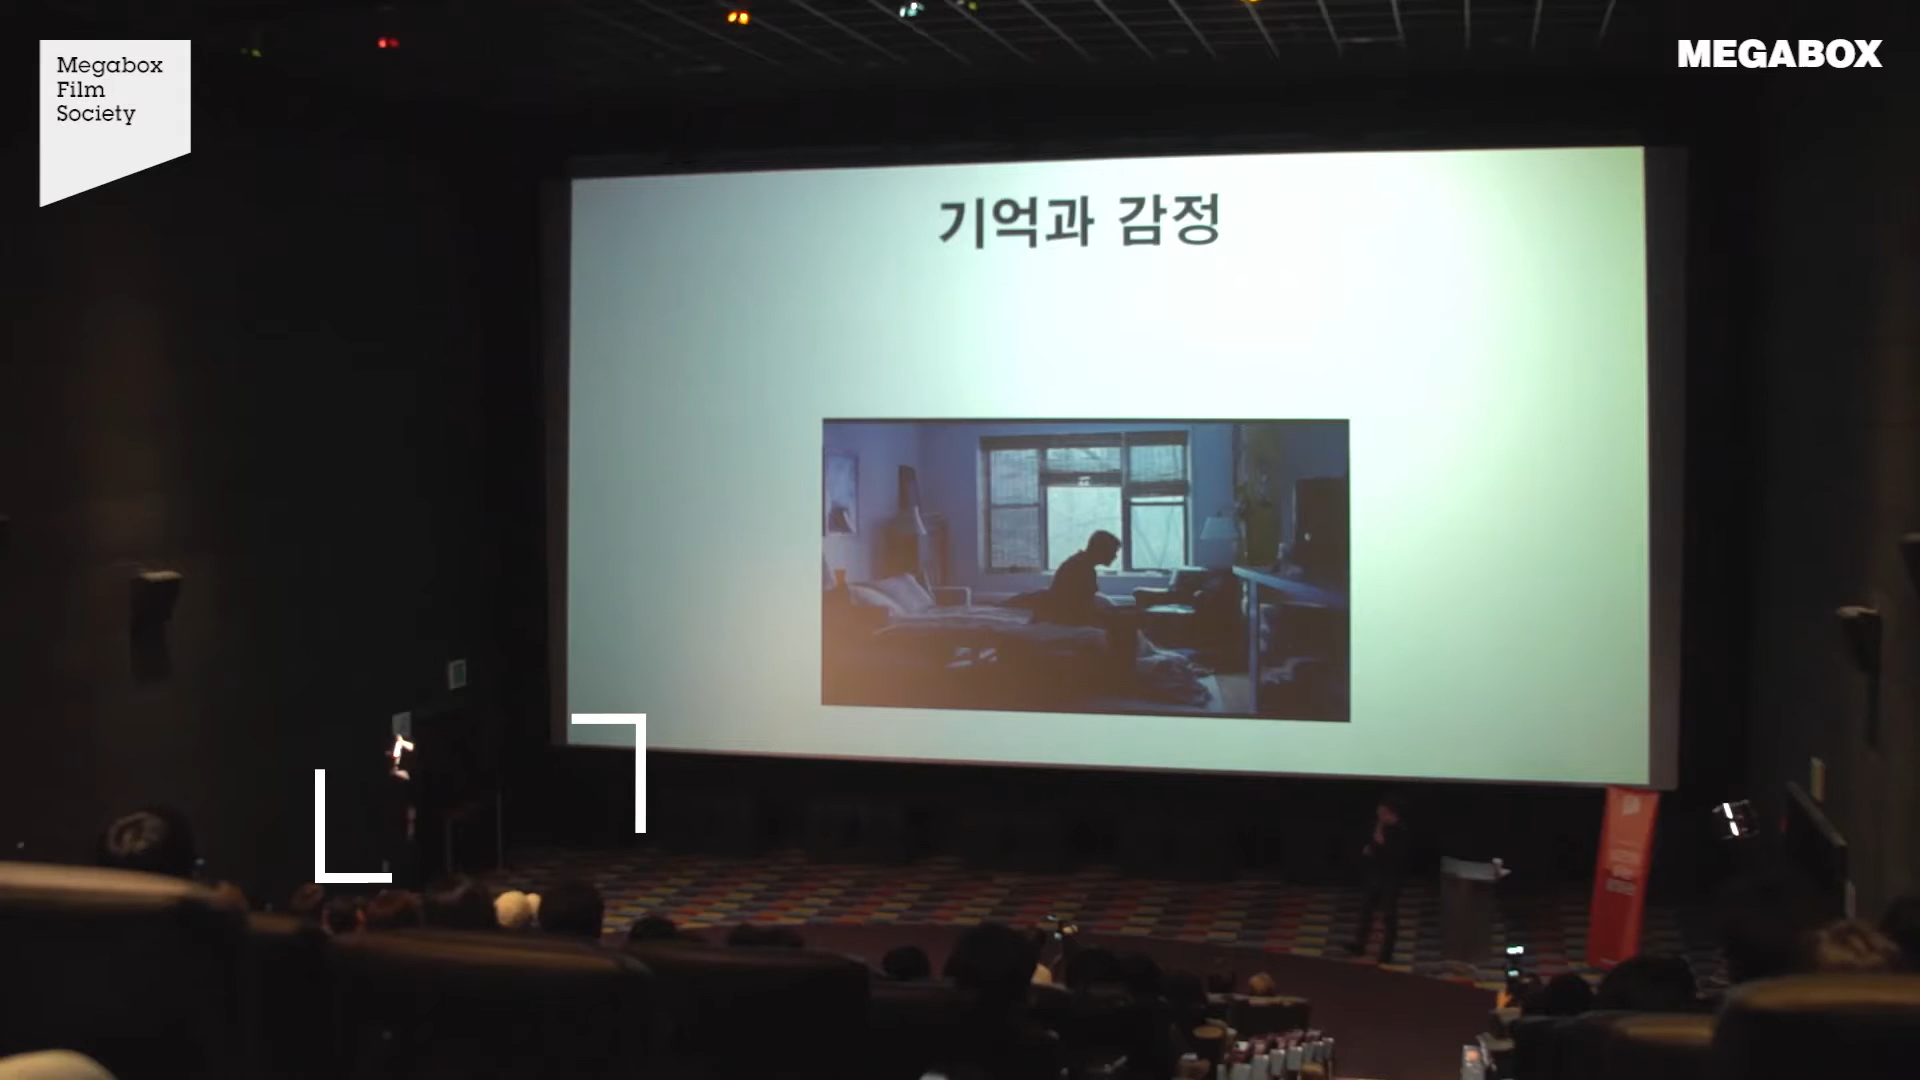 Megabox
Film
Society
MEGABOX
기억과 감정